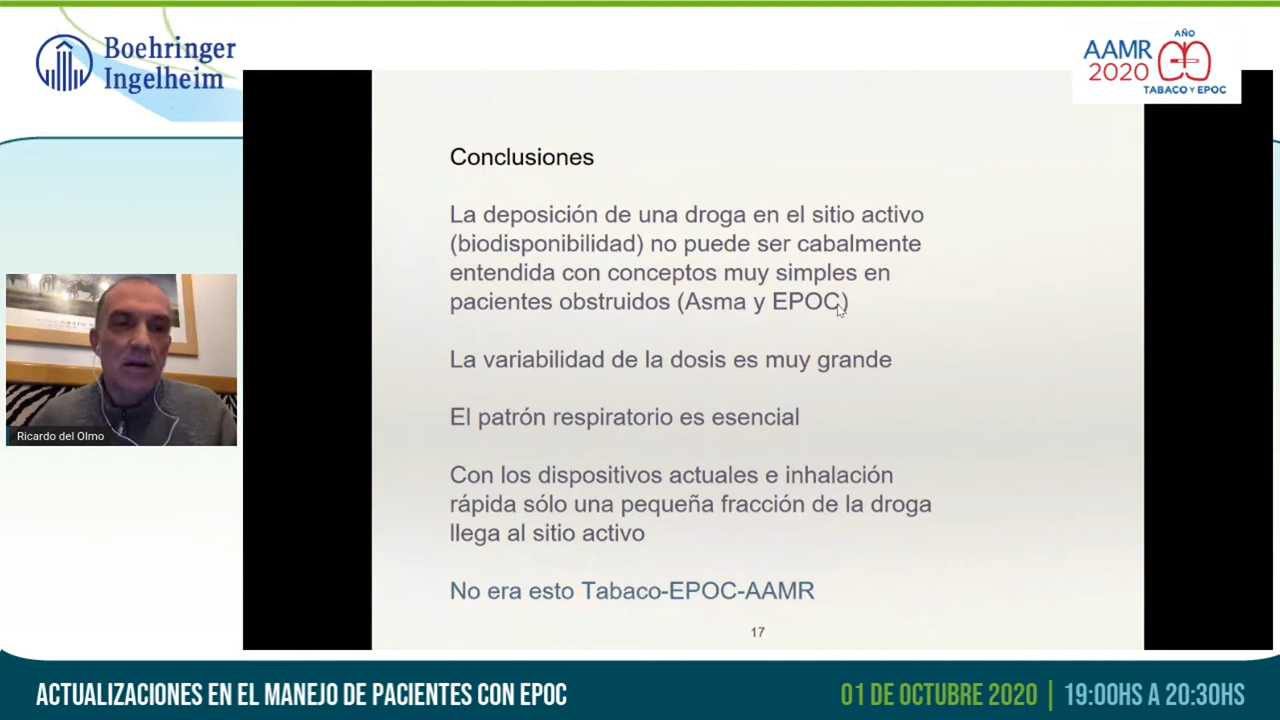 Boehringer
Ingelheim
AÑO
AAMR
2020
TABACO Y EPOC
Conclusiones
La deposición de una droga en el sitio activo
(biodisponibilidad) no puede ser cabalmente
entendida con conceptos muy simples en
pacientes obstruidos (Asma y EPOC)
La variabilidad de la dosis es muy grande
El patrón respiratorio es esencial
Con los dispositivos actuales e inhalación
rápida sólo una pequeña fracción de la droga
llega al sitio activo
No era esto Tabaco-EPOC-AAMR
17
Ricardo del Olmo
ACTUALIZACIONES EN EL MANEJO DE PACIENTES CON EPOC
01 DE OCTUBRE 2020 | 19:00HS A 20:30HS